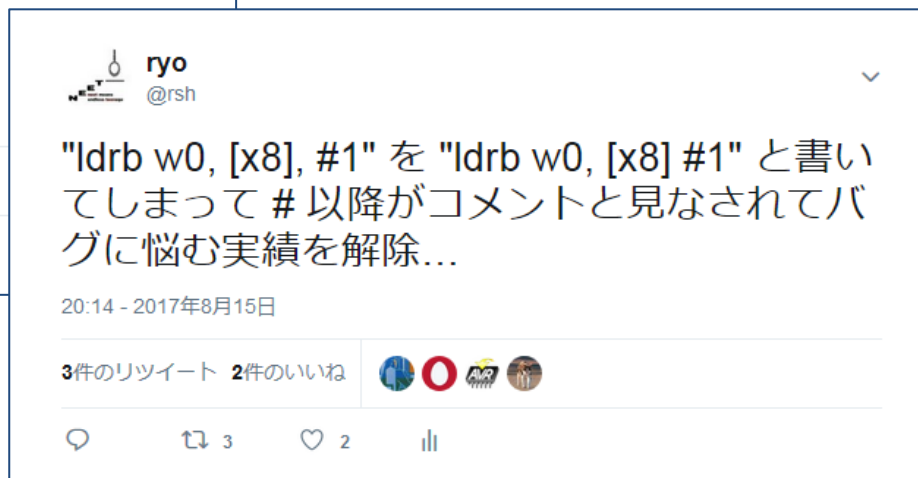 ryo
@rsh
"ldrb w0, [x8], #1" を "ldrb w0, [x8] #1" と書い
てしまって # 以降がコメントと見なされてバ
グに悩む実績を解除...
20:14 - 2017年8月15日
3件のリツイート 2件のいいね
3 2